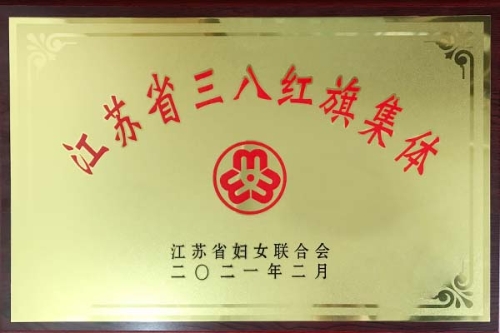 江苏省三八红旗集体
江苏省妇女联合会
二〇二一年二月